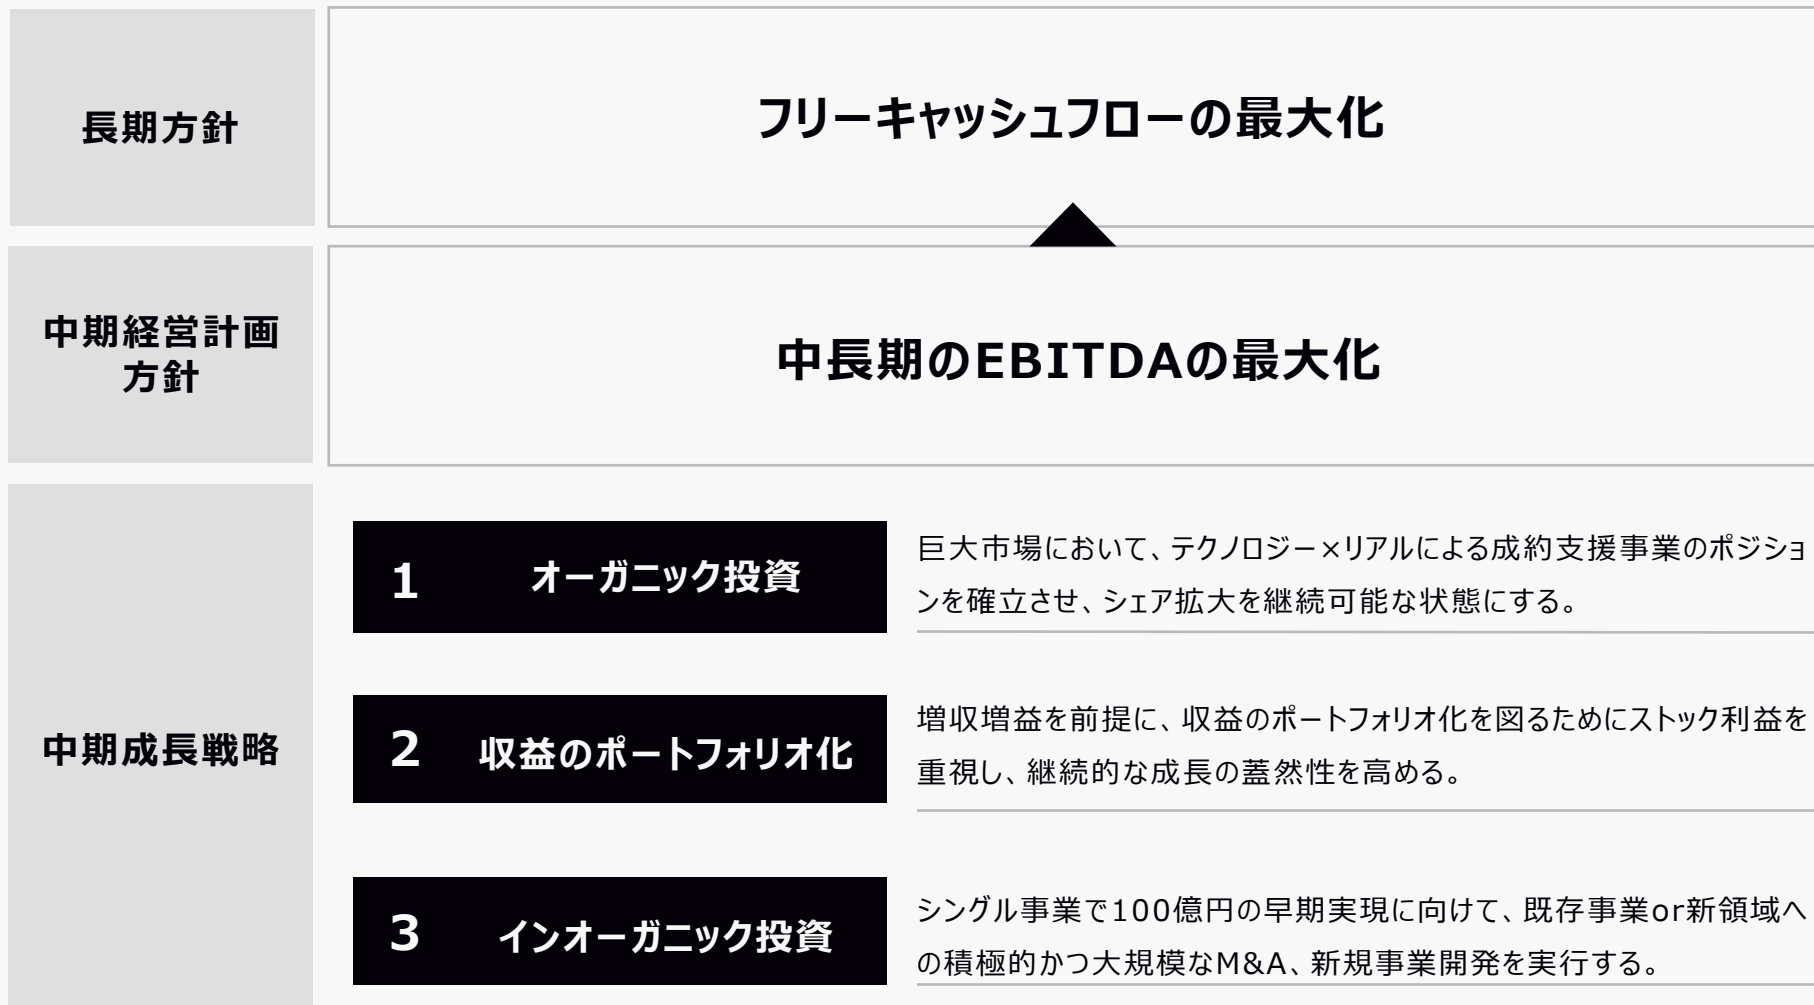 長期方針
フリーキャッシュフローの最大化
中期経営計画
方針
中長期のEBITDAの最大化
中期成長戦略
1 オーガニック投資
巨大市場において、テクノロジー×リアルによる成約支援事業のポジショ
ンを確立させ、シェア拡大を継続可能な状態にする。
2 収益のポートフォリオ化
増収増益を前提に、収益のポートフォリオ化を図るためにストック利益を
重視し、継続的な成長の蓋然性を高める。
3 インオーガニック投資
シングル事業で100億円の早期実現に向けて、既存事業or新領域へ
の積極的かつ大規模なM&A、新規事業開発を実行する。